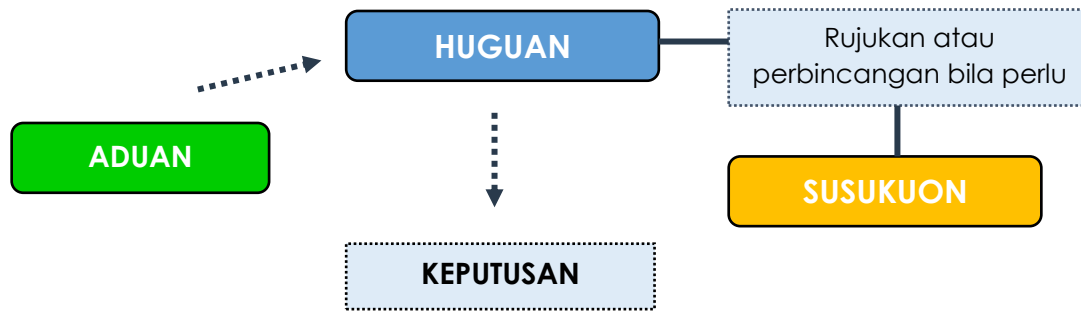 HUGUAN
Rujukan atau
perbincangan bila perlu
ADUAN
SUSUKUON
KEPUTUSAN